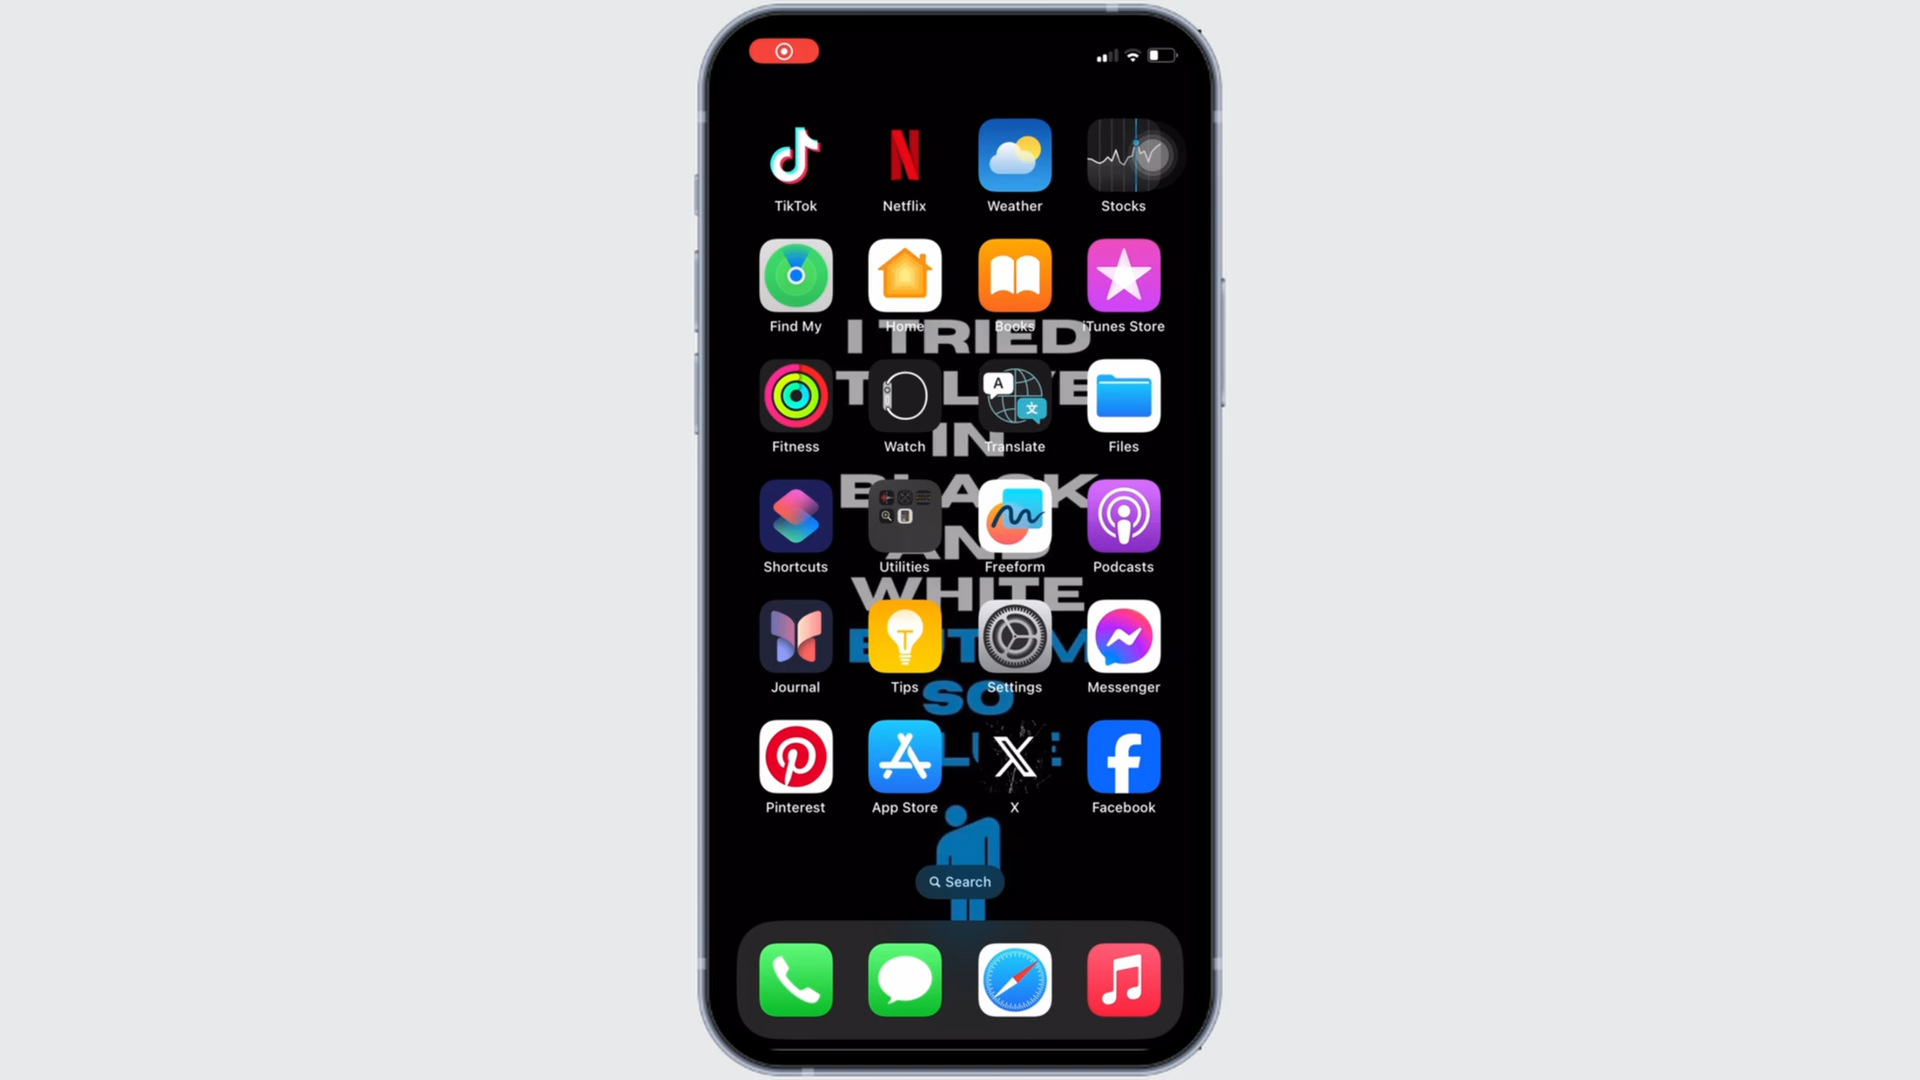 TikTok Netflix Weather Stocks
Find My Home Books iTunes Store
I TRIED
Fitness Watch Translate Files
IN
Shortcuts Utilities Freeform Podcasts
AND
WHITE
Journal Tips Settings Messenger
SO
Pinterest App Store X Facebook
Search